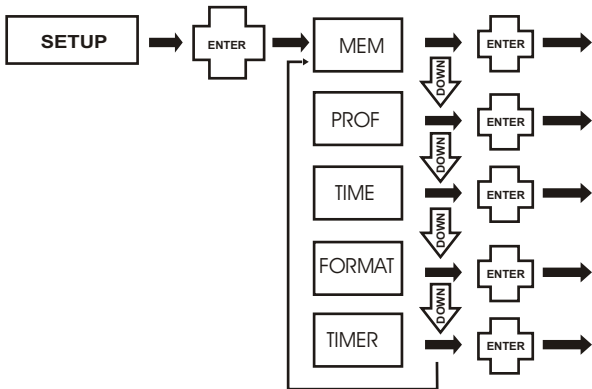 SETUP
ENTER
MEM
ENTER
DOWN
PROF
ENTER
DOWN
TIME
ENTER
DOWN
FORMAT
ENTER
DOWN
TIMER
ENTER